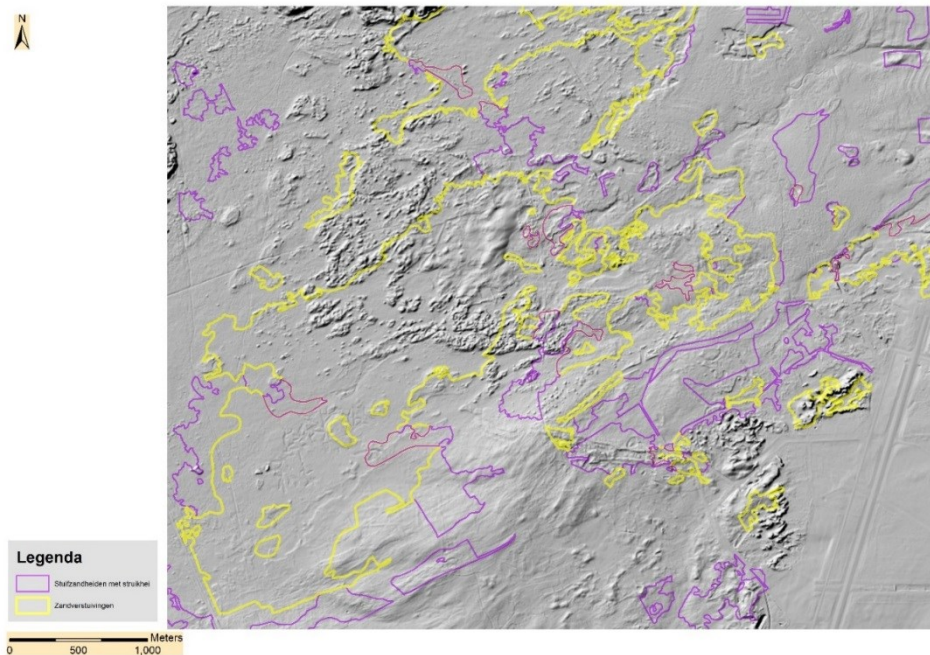 N
Legenda
Stuifzandheiden met struikhei
Zandverstuivingen
Meters
0 500 1,000